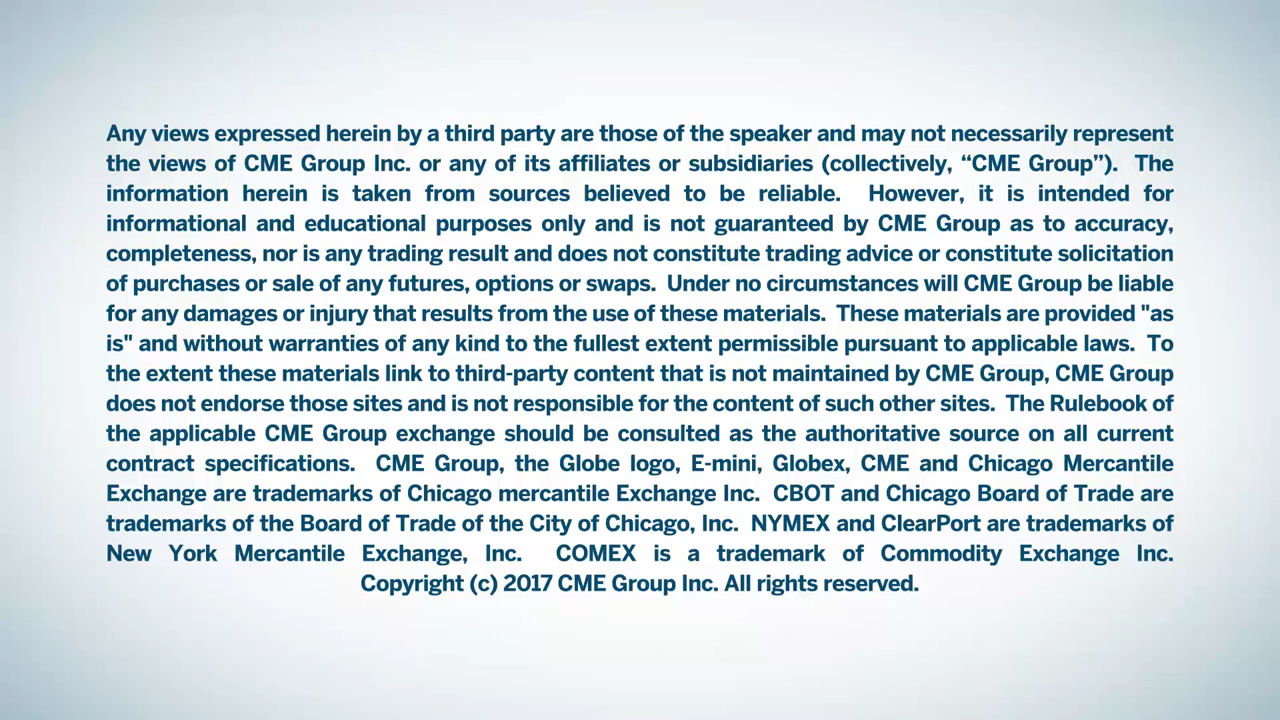 Any views expressed herein by a third party are those of the speaker and may not necessarily represent
the views of CME Group Inc. or any of its affiliates or subsidiaries (collectively, “CME Group”).  The
information herein is taken from sources believed to be reliable.  However, it is intended for
informational and educational purposes only and is not guaranteed by CME Group as to accuracy,
completeness, nor is any trading result and does not constitute trading advice or constitute solicitation
of purchases or sale of any futures, options or swaps.  Under no circumstances will CME Group be liable
for any damages or injury that results from the use of these materials.  These materials are provided "as
is" and without warranties of any kind to the fullest extent permissible pursuant to applicable laws.  To
the extent these materials link to third-party content that is not maintained by CME Group, CME Group
does not endorse those sites and is not responsible for the content of such other sites.  The Rulebook of
the applicable CME Group exchange should be consulted as the authoritative source on all current
contract specifications.  CME Group, the Globe logo, E-mini, Globex, CME and Chicago Mercantile
Exchange are trademarks of Chicago mercantile Exchange Inc.  CBOT and Chicago Board of Trade are
trademarks of the Board of Trade of the City of Chicago, Inc.  NYMEX and ClearPort are trademarks of
New York Mercantile Exchange, Inc.  COMEX is a trademark of Commodity Exchange Inc.
Copyright (c) 2017 CME Group Inc. All rights reserved.